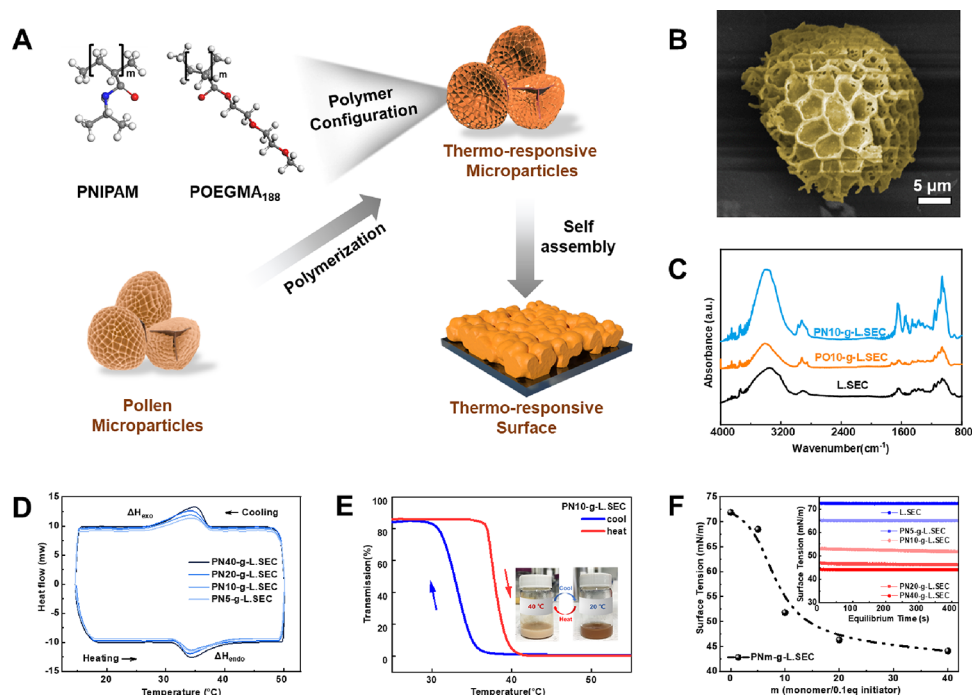 A
PNIPAM
POEGMA188
m
m
Polymer
Configuration
Thermo-responsive
Microparticles
Polymerization
Self
assembly
Pollen
Microparticles
Thermo-responsive
Surface
B
5 μm
C
Absorbance (a.u.)
PN10-g-L.SEC
PO10-g-L.SEC
L.SEC
4000 3200 2400 1600 800
Wavenumber(cm-1)
D
Heat flow (mw)
15
10
5
0
-5
-10
-15
ΔHexo
Cooling
PN40-g-L.SEC
PN20-g-L.SEC
PN10-g-L.SEC
PN5-g-L.SEC
Heating
ΔHendo
20 30 40 50
Temperature (°C)
E
Transmission(%)
100
80
60
40
20
0
PN10-g-L.SEC
cool
heat
40 °C
Cool
Heat
20 °C
30 40 50
Temperature(°C)
F
Surface Tension (mN/m)
75
70
65
60
55
50
45
40
PNm-g-L.SEC
0 10 20 30 40
m (monomer/0.1eq initiator)
Surface Tension (mN/m)
70
60
50
40
30
L.SEC
PN5-g-L.SEC
PN10-g-L.SEC
PN20-g-L.SEC
PN40-g-L.SEC
0 100 200 300 400
Equilibrium Time (s)